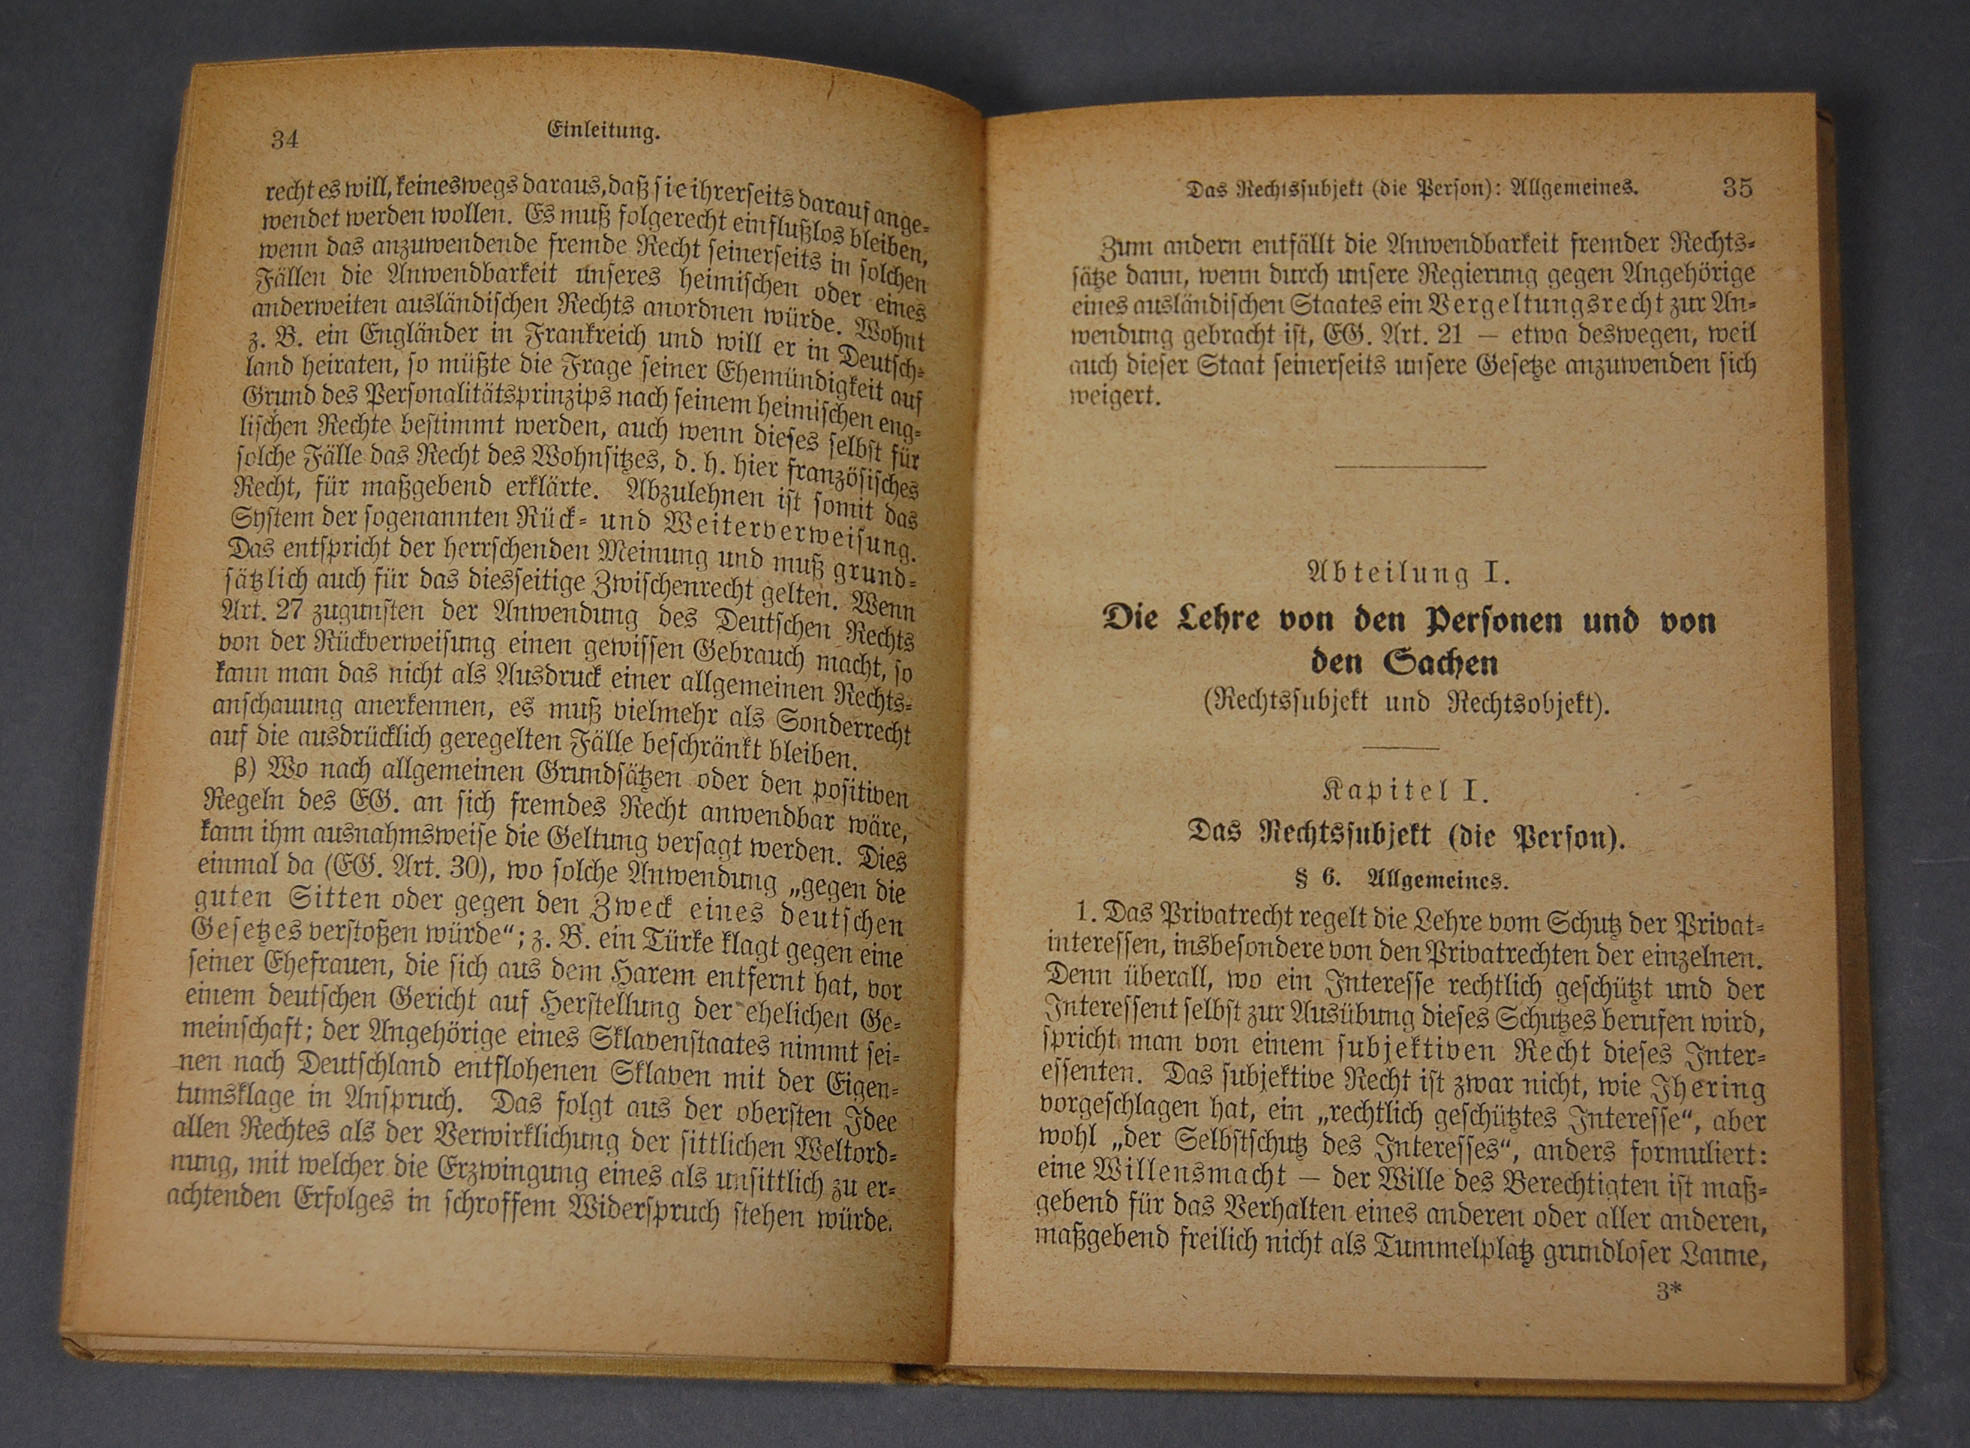 34
Einleitung.
recht es will, keineswegs daraus, daß sie ihrerseits darauf ange-
wendet werden wollen. Es muß folgerecht einflußlos bleiben,
wenn das anzuwendende fremde Recht seinerseits in solchen
Fällen die Anwendbarkeit unseres heimischen oder eines
anderweiten ausländischen Rechts anordnen würde. Wohnt
z. B. ein Engländer in Frankreich und will er in Deutsch-
land heiraten, so müßte die Frage seiner Ehemündigkeit auf
Grund des Personalitätsprinzips nach seinem heimischen eng-
lischen Rechte bestimmt werden, auch wenn dieses selbst für
solche Fälle das Recht des Wohnsitzes, d. h. hier französisches
Recht, für maßgebend erklärte. Abzulehnen ist somit das
System der sogenannten Rück- und Weiterverweisung.
Das entspricht der herrschenden Meinung und muß grund-
sätzlich auch für das diesseitige Zwischenrecht gelten. Wenn
Art. 27 zugunsten der Anwendung des Deutschen Rechts
von der Rückverweisung einen gewissen Gebrauch macht, so
kann man das nicht als Ausdruck einer allgemeinen Rechts-
anschauung anerkennen, es muß vielmehr als Sonderrecht
auf die ausdrücklich geregelten Fälle beschränkt bleiben.
β) Wo nach allgemeinen Grundsätzen oder den positiven
Regeln des EG. an sich fremdes Recht anwendbar wäre,
kann ihm ausnahmsweise die Geltung versagt werden. Dies
einmal da (EG. Art. 30), wo solche Anwendung „gegen die
guten Sitten oder gegen den Zweck eines deutschen
Gesetzes verstoßen würde“; z. B. ein Türke klagt gegen eine
seiner Ehefrauen, die sich aus dem Harem entfernt hat, vor
einem deutschen Gericht auf Herstellung der ehelichen Ge-
meinschaft; der Angehörige eines Sklavenstaates nimmt sei-
nen nach Deutschland entflohenen Sklaven mit der Eigen-
tumsklage in Anspruch. Das folgt aus der obersten Idee
allen Rechtes als der Verwirklichung der sittlichen Weltord-
nung, mit welcher die Erzwingung eines als unsittlich zu er-
achtenden Erfolges in schroffem Widerspruch stehen würde.
Das Rechtssubjekt (die Person): Allgemeines.
35
Zum andern entfällt die Anwendbarkeit fremder Rechts-
sätze dann, wenn durch unsere Regierung gegen Angehörige
eines ausländischen Staates ein Vergeltungsrecht zur An-
wendung gebracht ist, EG. Art. 21 — etwa deswegen, weil
auch dieser Staat seinerseits unsere Gesetze anzuwenden sich
weigert.
Abteilung I.
Die Lehre von den Personen und von
den Sachen
(Rechtssubjekt und Rechtsobjekt).
Kapitel I.
Das Rechtssubjekt (die Person).
§ 6. Allgemeines.
1. Das Privatrecht regelt die Lehre vom Schutz der Privat-
interessen, insbesondere von den Privatrechten der einzelnen.
Denn überall, wo ein Interesse rechtlich geschützt und der
Interessent selbst zur Ausübung dieses Schutzes berufen wird,
spricht man von einem subjektiven Recht dieses Inter-
essenten. Das subjektive Recht ist zwar nicht, wie Ihering
vorgeschlagen hat, ein „rechtlich geschütztes Interesse“, aber
wohl „der Selbstschutz des Interesses“, anders formuliert:
eine Willensmacht — der Wille des Berechtigten ist maß-
gebend für das Verhalten eines anderen oder aller anderen,
maßgebend freilich nicht als Tummelplatz grundloser Laune,
3*